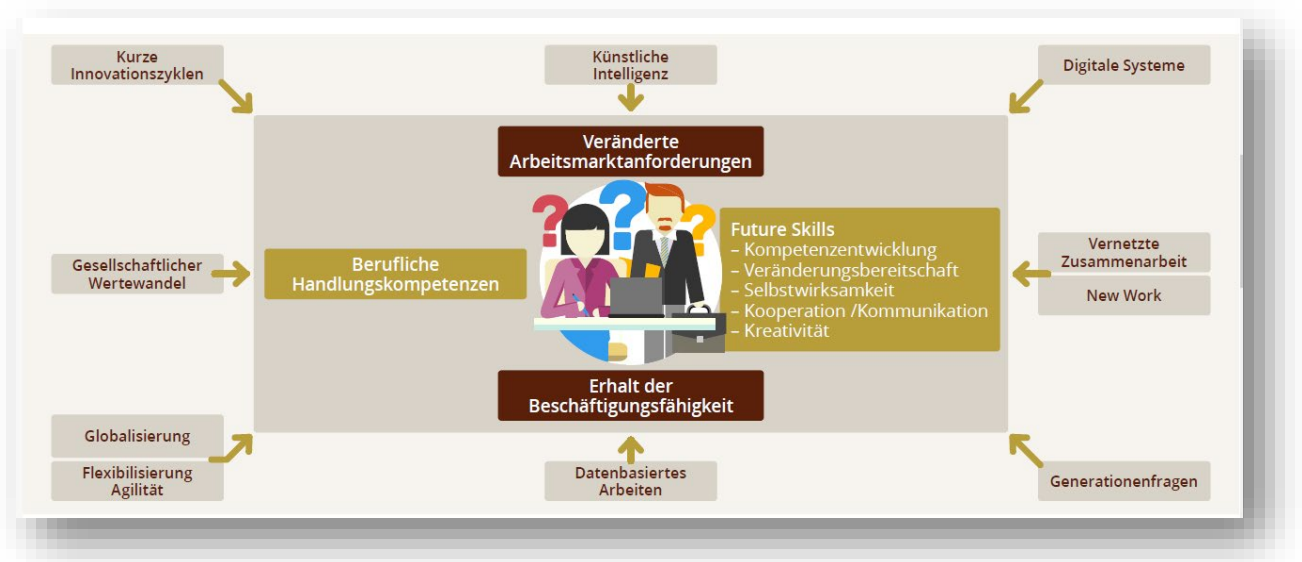 Kurze
Innovationszyklen
Künstliche
Intelligenz
Digitale Systeme
Veränderte
Arbeitsmarktanforderungen
Gesellschaftlicher
Wertewandel
Berufliche
Handlungskompetenzen
Future Skills
– Kompetenzentwicklung
– Veränderungsbereitschaft
– Selbstwirksamkeit
– Kooperation /Kommunikation
– Kreativität
Vernetzte
Zusammenarbeit
New Work
Erhalt der
Beschäftigungsfähigkeit
Globalisierung
Flexibilisierung
Agilität
Datenbasiertes
Arbeiten
Generationenfragen